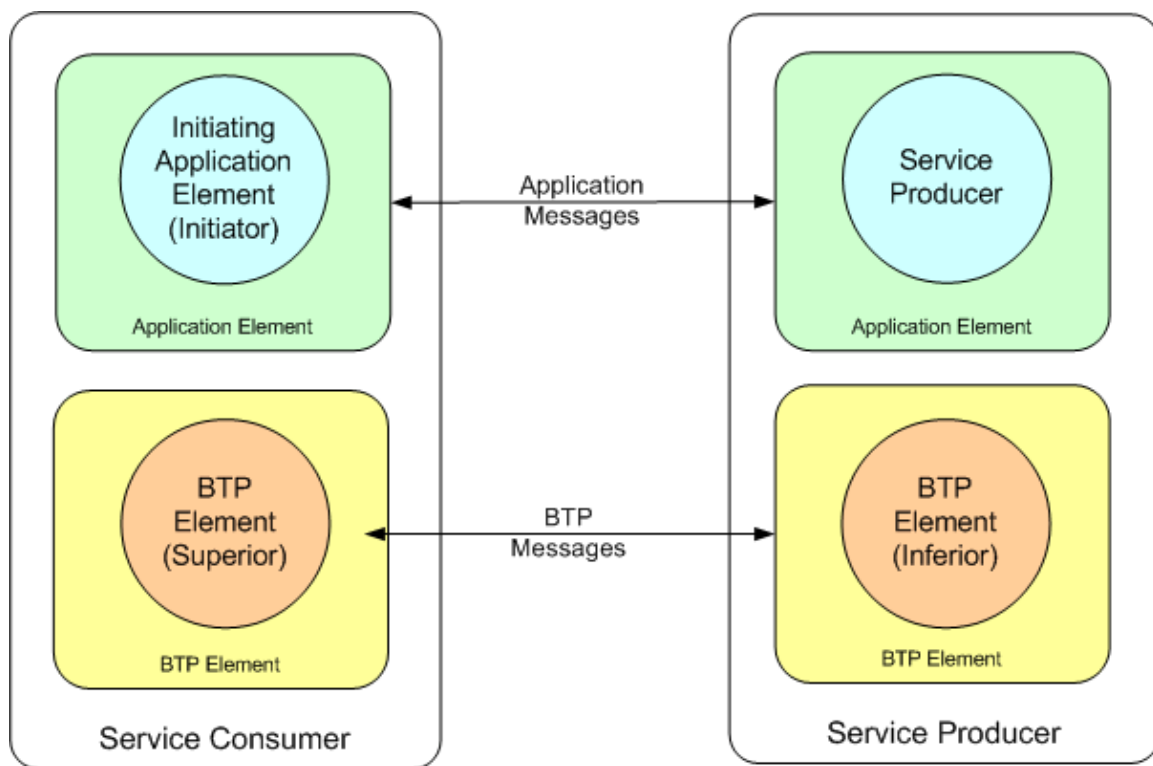 Initiating
Application
Element
(Initiator)
Application Element
Application
Messages
Service
Producer
Application Element
BTP
Element
(Superior)
BTP Element
BTP
Messages
BTP
Element
(Inferior)
BTP Element
Service Consumer
Service Producer